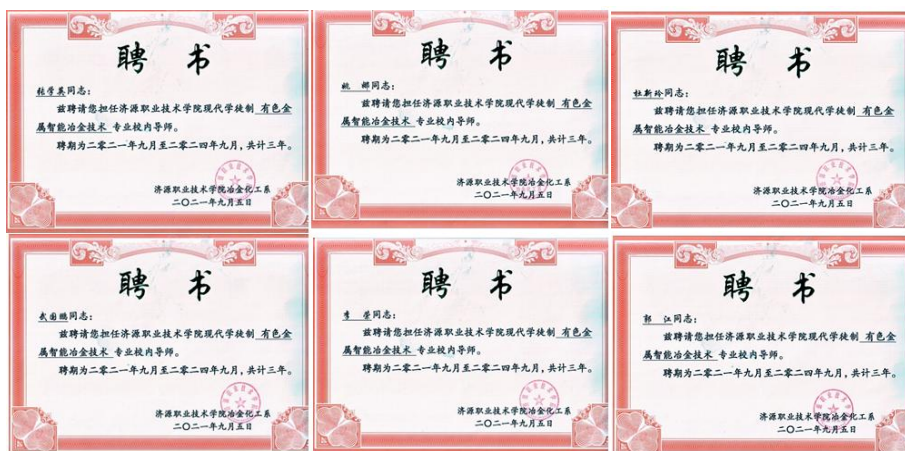 聘 书
张学英同志:
兹聘请您担任济源职业技术学院现代学徒制 有色金
属智能冶金技术 专业校内导师。
聘期为二零二一年九月至二零二四年九月,共计三年。
济源职业技术学院冶金化工系
二〇二一年九月五日
聘 书
姚 娜同志:
兹聘请您担任济源职业技术学院现代学徒制 有色金
属智能冶金技术 专业校内导师。
聘期为二零二一年九月至二零二四年九月,共计三年。
济源职业技术学院冶金化工系
二〇二一年九月五日
聘 书
杜新玲同志:
兹聘请您担任济源职业技术学院现代学徒制 有色金
属智能冶金技术 专业校内导师。
聘期为二零二一年九月至二零二四年九月,共计三年。
济源职业技术学院冶金化工系
二〇二一年九月五日
聘 书
武国鹏同志:
兹聘请您担任济源职业技术学院现代学徒制 有色金
属智能冶金技术 专业校内导师。
聘期为二零二一年九月至二零二四年九月,共计三年。
济源职业技术学院冶金化工系
二〇二一年九月五日
聘 书
李 荣同志:
兹聘请您担任济源职业技术学院现代学徒制 有色金
属智能冶金技术 专业校内导师。
聘期为二零二一年九月至二零二四年九月,共计三年。
济源职业技术学院冶金化工系
二〇二一年九月五日
聘 书
郭 江同志:
兹聘请您担任济源职业技术学院现代学徒制 有色金
属智能冶金技术 专业校内导师。
聘期为二零二一年九月至二零二四年九月,共计三年。
济源职业技术学院冶金化工系
二〇二一年九月五日